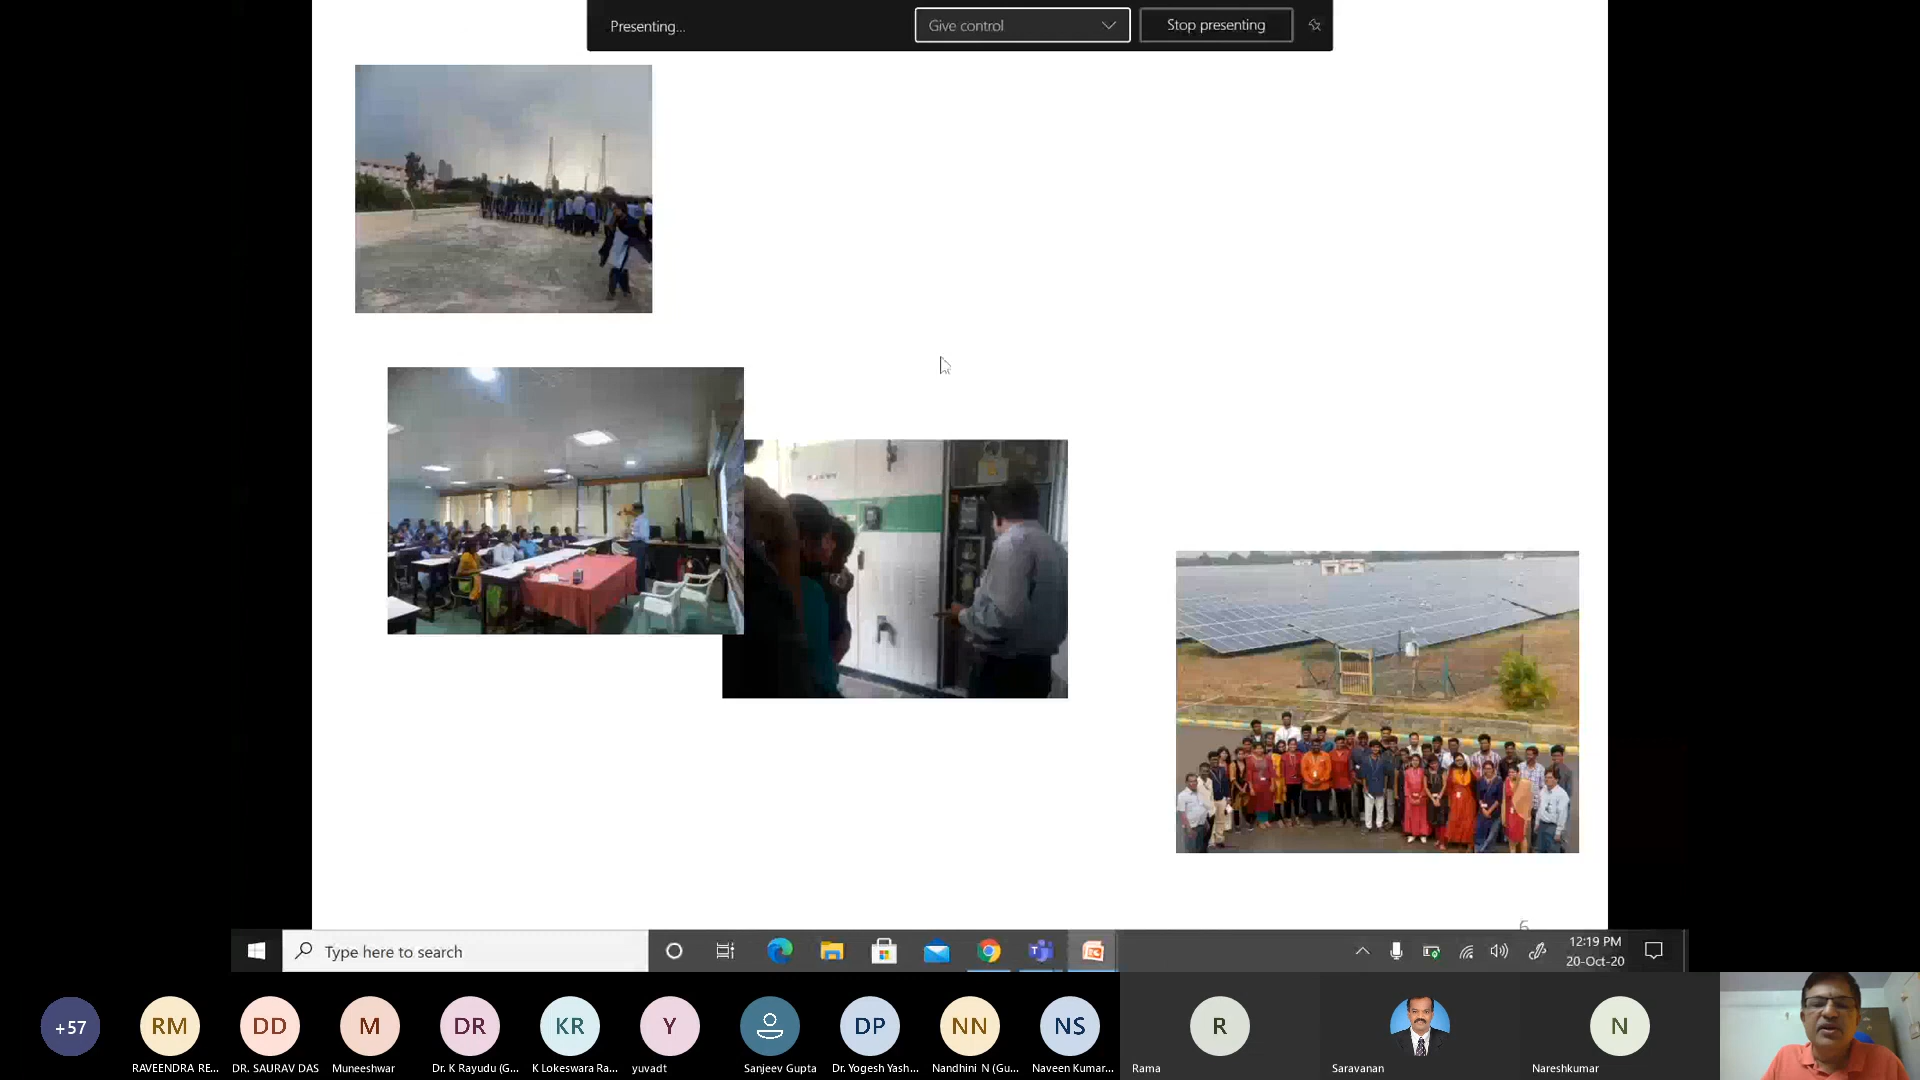 Presenting...
Give control
Stop presenting
6
Type here to search
12:19 PM
20-Oct-20
+57
RM
DD
M
DR
KR
Y
DP
NN
NS
R
N
RAVEENDRA RE...
DR. SAURAV DAS
Muneeshwar
Dr. K Rayudu (G...
K Lokeswara Ra...
yuvadt
Sanjeev Gupta
Dr. Yogesh Yash...
Nandhini N (Gu...
Naveen Kumar...
Rama
Saravanan
Nareshkumar